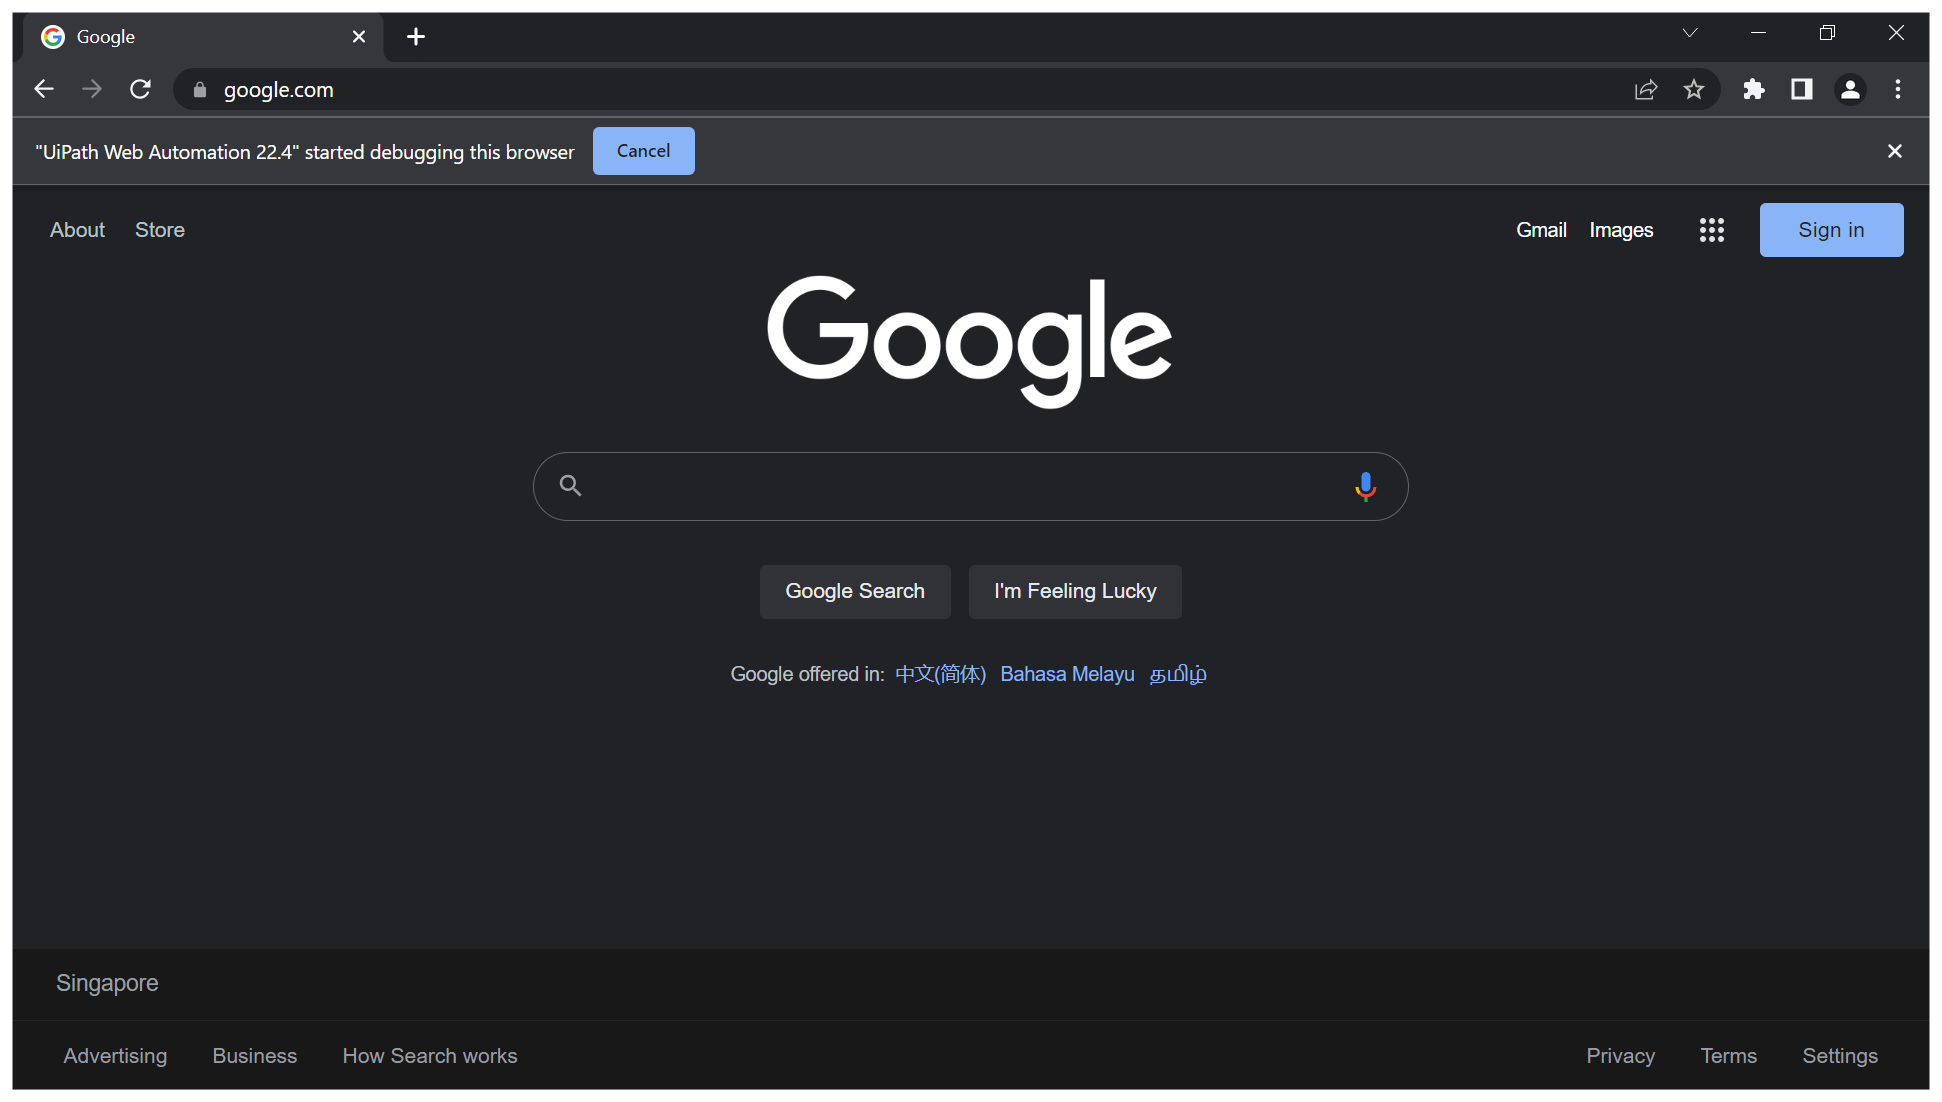 Google
google.com
"UiPath Web Automation 22.4" started debugging this browser Cancel
About Store Gmail Images Sign in
Google
Google Search I'm Feeling Lucky
Google offered in: 中文(简体) Bahasa Melayu தமிழ்
Singapore
Advertising Business How Search works Privacy Terms Settings